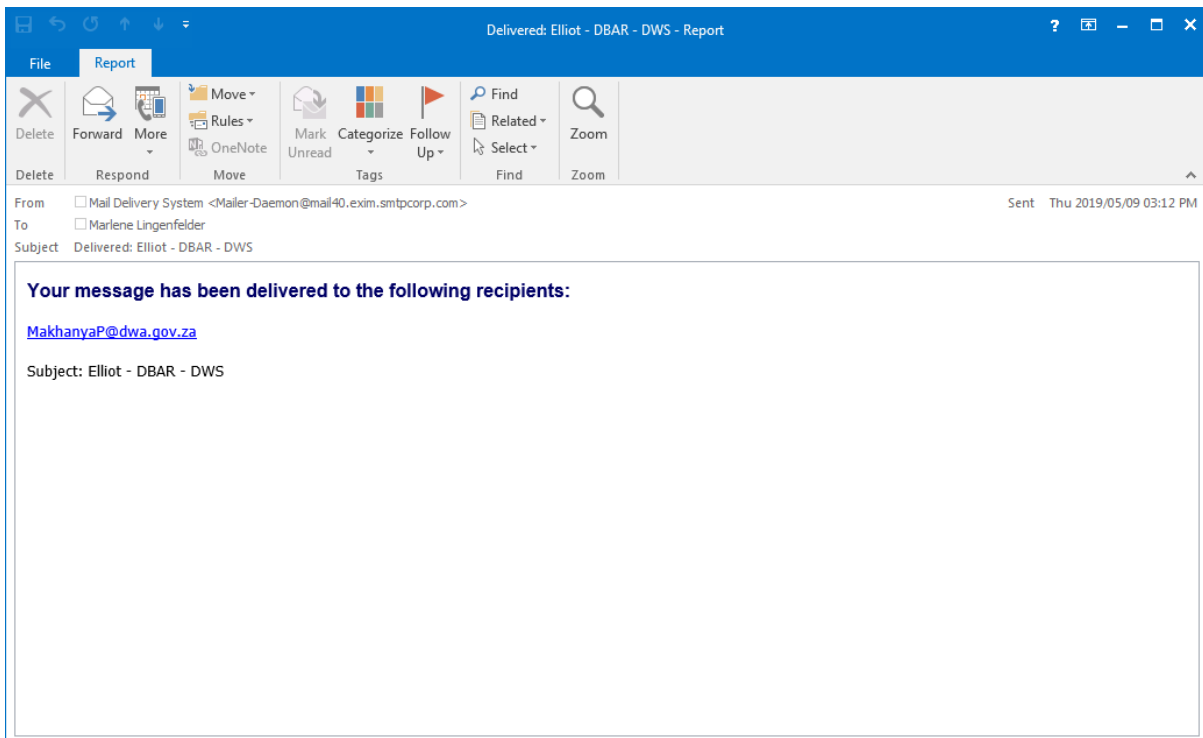 Delivered: Elliot - DBAR - DWS - Report
?
File Report
Delete
Forward
More
Move
Rules
OneNote
Mark Unread
Categorize
Follow Up
Find
Related
Select
Zoom
Delete Respond Move Tags Find Zoom
From Mail Delivery System <Mailer-Daemon@mail40.exim.smtpcorp.com> Sent Thu 2019/05/09 03:12 PM
To Marlene Lingenfelder
Subject Delivered: Elliot - DBAR - DWS
Your message has been delivered to the following recipients:
MakhanyaP@dwa.gov.za
Subject: Elliot - DBAR - DWS